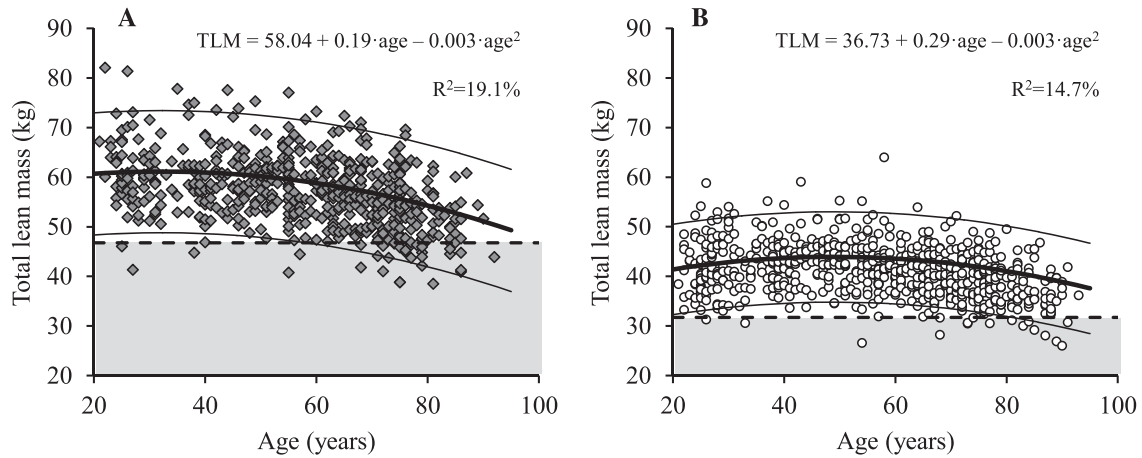 A
TLM = 58.04 + 0.19·age – 0.003·age²
R²=19.1%
Total lean mass (kg)
90
80
70
60
50
40
30
20
20 40 60 80 100
Age (years)
B
TLM = 36.73 + 0.29·age – 0.003·age²
R²=14.7%
Total lean mass (kg)
90
80
70
60
50
40
30
20
20 40 60 80 100
Age (years)